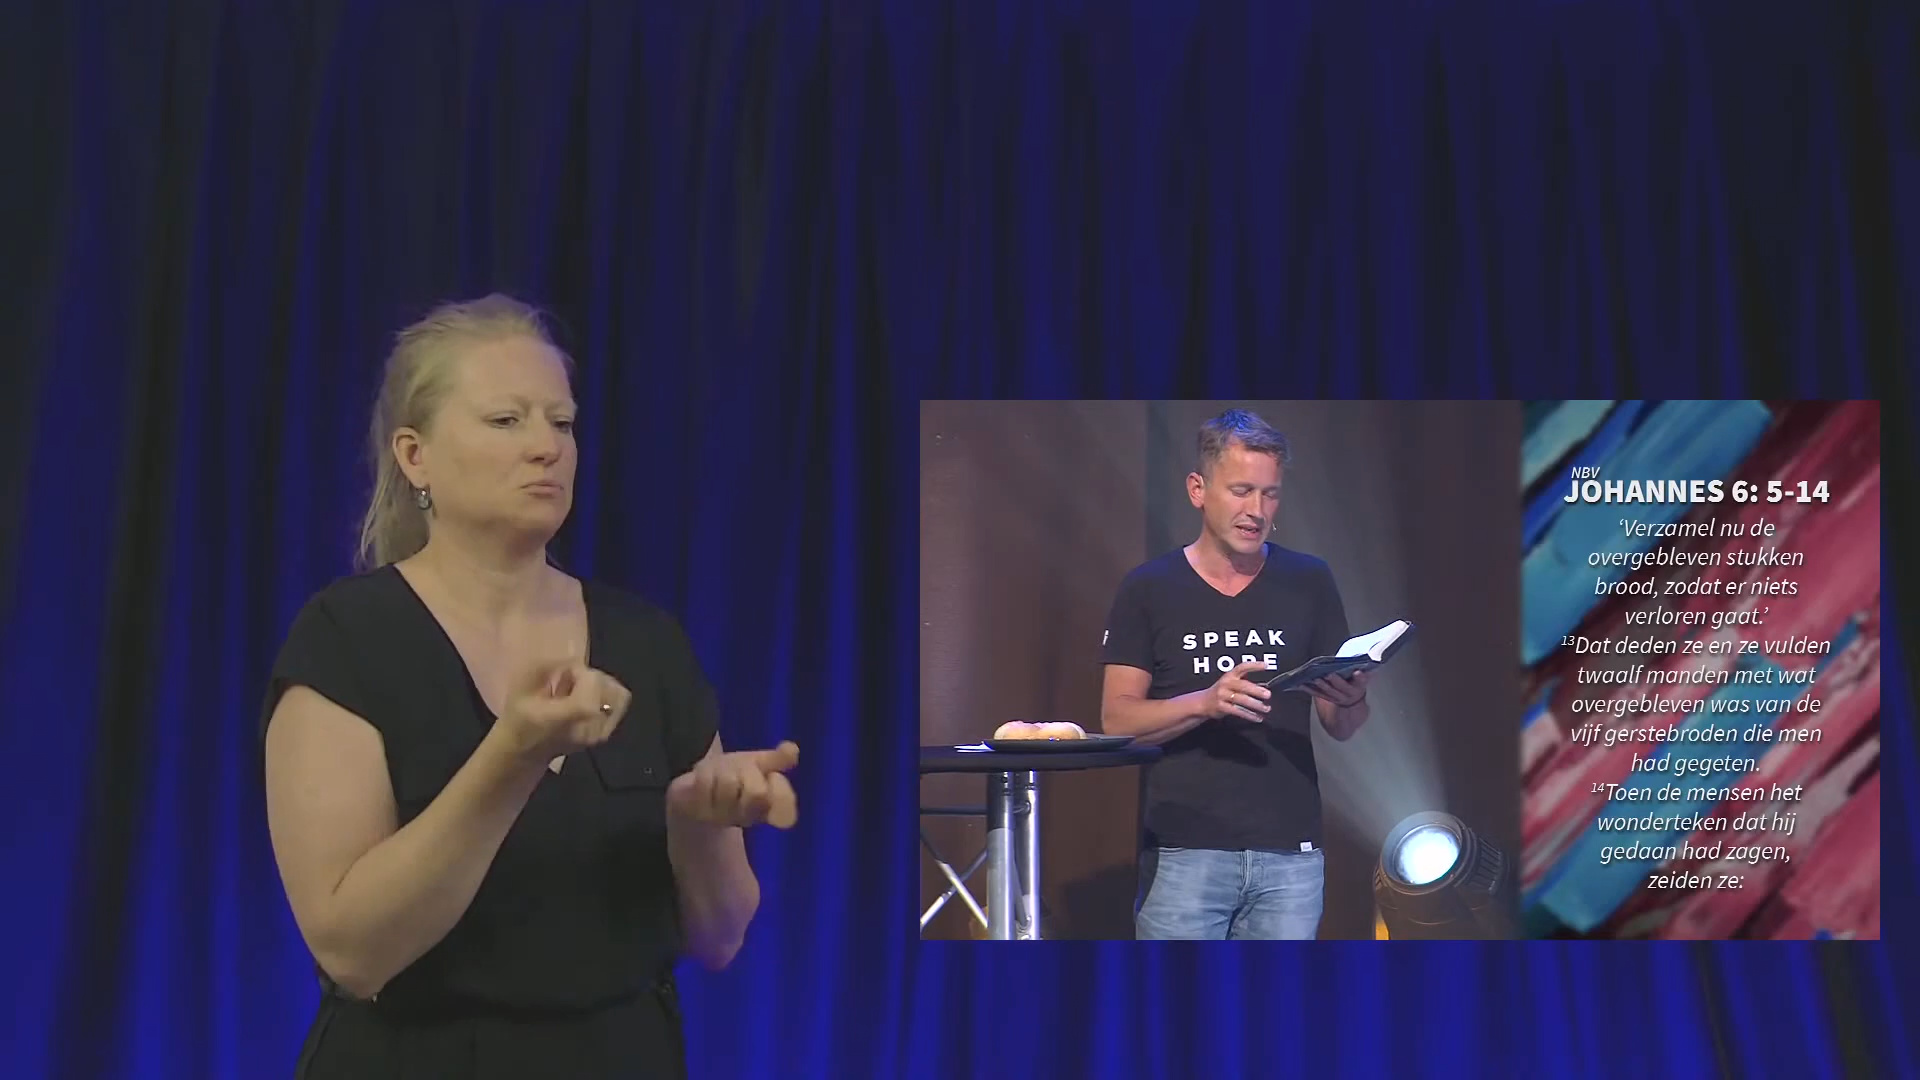 SPEAK
HOPE
NBV
JOHANNES 6: 5-14
‘Verzamel nu de
overgebleven stukken
brood, zodat er niets
verloren gaat.’
13Dat deden ze en ze vulden
twaalf manden met wat
overgebleven was van de
vijf gerstebroden die men
had gegeten.
14Toen de mensen het
wonderteken dat hij
gedaan had zagen,
zeiden ze: